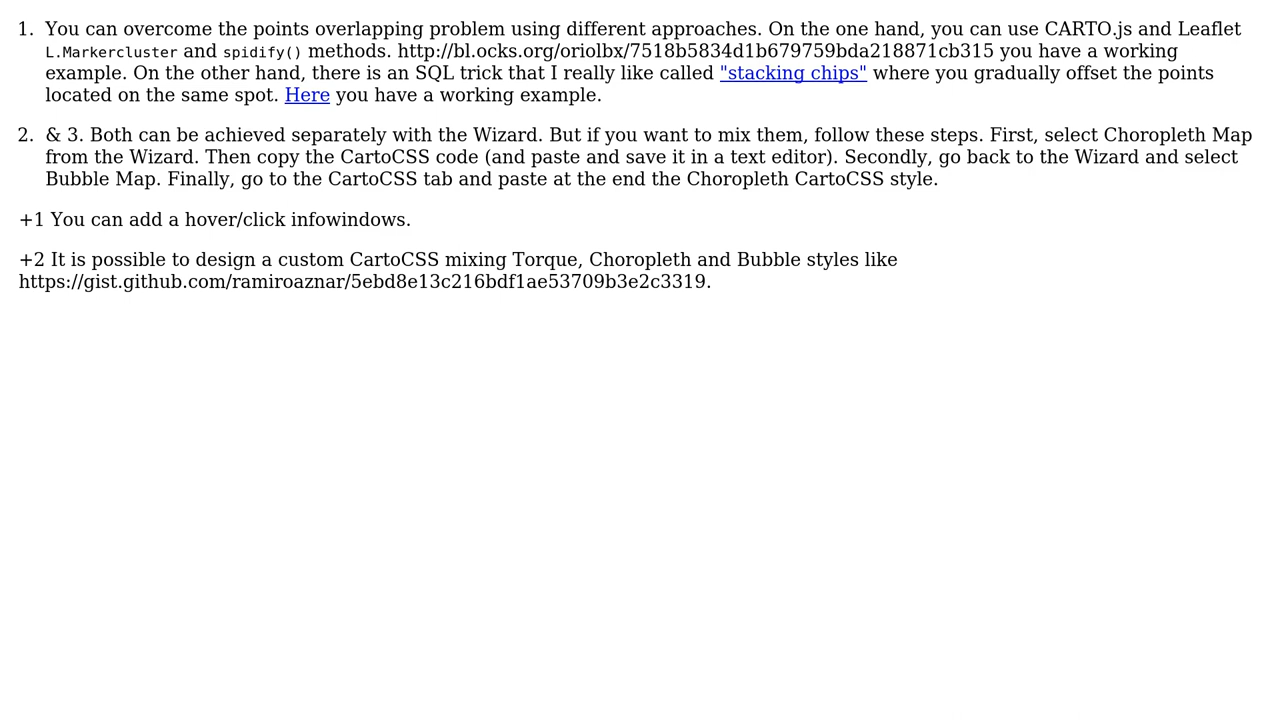 1. You can overcome the points overlapping problem using different approaches. On the one hand, you can use CARTO.js and Leaflet
L.Markercluster and spidify() methods. http://bl.ocks.org/oriolbx/7518b5834d1b679759bda218871cb315 you have a working
example. On the other hand, there is an SQL trick that I really like called "stacking chips" where you gradually offset the points
located on the same spot. Here you have a working example.
2. & 3. Both can be achieved separately with the Wizard. But if you want to mix them, follow these steps. First, select Choropleth Map
from the Wizard. Then copy the CartoCSS code (and paste and save it in a text editor). Secondly, go back to the Wizard and select
Bubble Map. Finally, go to the CartoCSS tab and paste at the end the Choropleth CartoCSS style.
+1 You can add a hover/click infowindows.
+2 It is possible to design a custom CartoCSS mixing Torque, Choropleth and Bubble styles like
https://gist.github.com/ramiroaznar/5ebd8e13c216bdf1ae53709b3e2c3319.